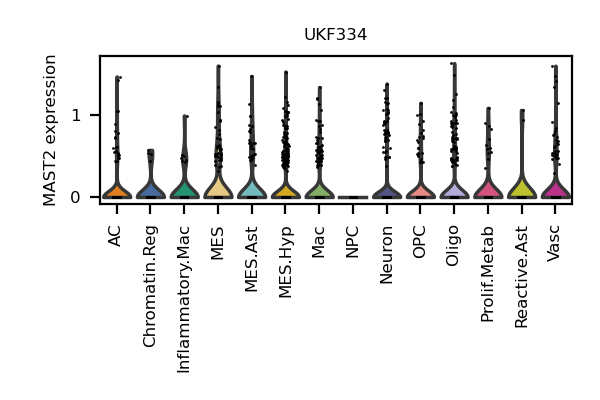 UKF334
MAST2 expression
1
0
AC
Chromatin.Reg
Inflammatory.Mac
MES
MES.Ast
MES.Hyp
Mac
NPC
Neuron
OPC
Oligo
Prolif.Metab
Reactive.Ast
Vasc